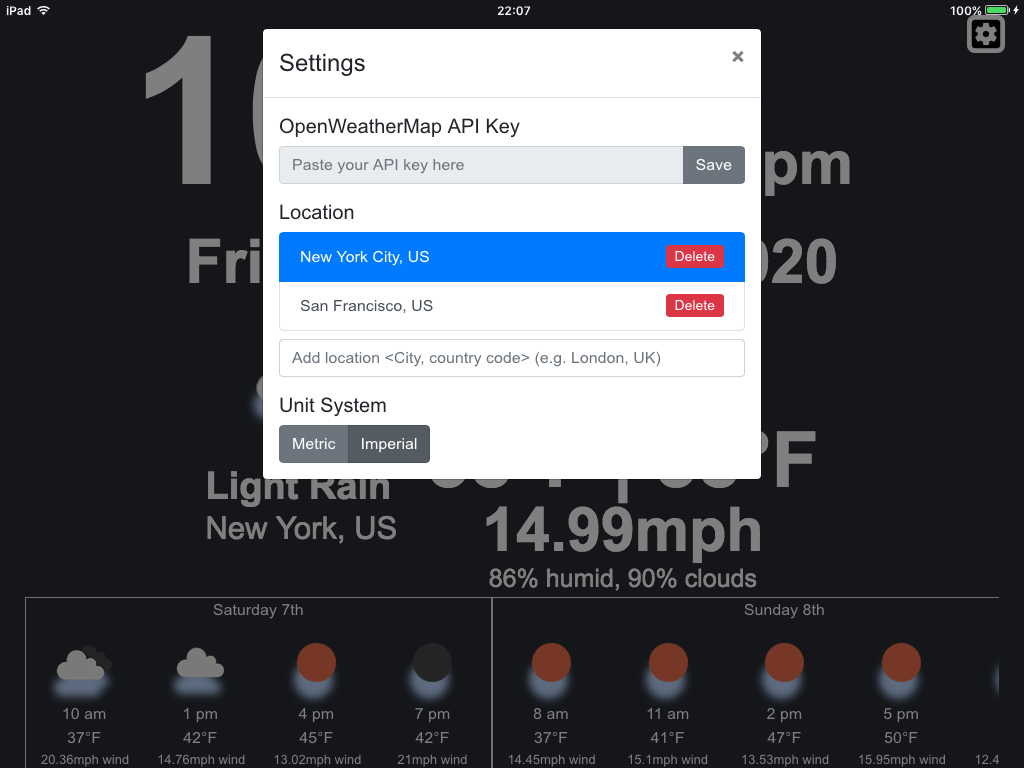 iPad 22:07 100%
Settings ×
OpenWeatherMap API Key
Paste your API key here Save
pm
Location
New York City, US Delete
Fri 020
San Francisco, US Delete
Add location <City, country code> (e.g. London, UK)
Unit System
Metric Imperial
°F
Light Rain
New York, US
14.99mph
86% humid, 90% clouds
Saturday 7th Sunday 8th
10 am 1 pm 4 pm 7 pm 8 am 11 am 2 pm 5 pm
37°F 42°F 45°F 42°F 37°F 41°F 47°F 50°F
20.36mph wind 14.76mph wind 13.02mph wind 21mph wind 14.45mph wind 15.1mph wind 13.53mph wind 15.95mph wind 12.4